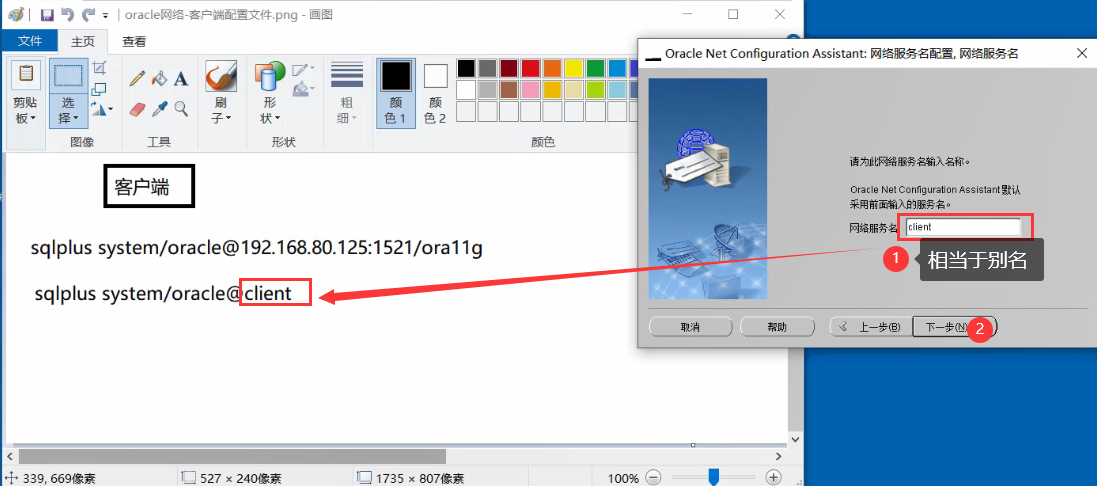 oracle网络-客户端配置文件.png - 画图
文件 主页 查看
剪贴板
选择
图像
A
工具
刷子
形状
形状
粗细
颜色 1
颜色 2
颜色
客户端
sqlplus system/oracle@192.168.80.125:1521/ora11g
sqlplus system/oracle@client
339, 669像素
527 × 240像素
1735 × 807像素
100%
Oracle Net Configuration Assistant: 网络服务名配置, 网络服务名
请为此网络服务名输入名称。
Oracle Net Configuration Assistant 默认
采用前面输入的服务名。
网络服务名 client
1 相当于别名
取消 帮助 上一步(B) 下一步(N) 2